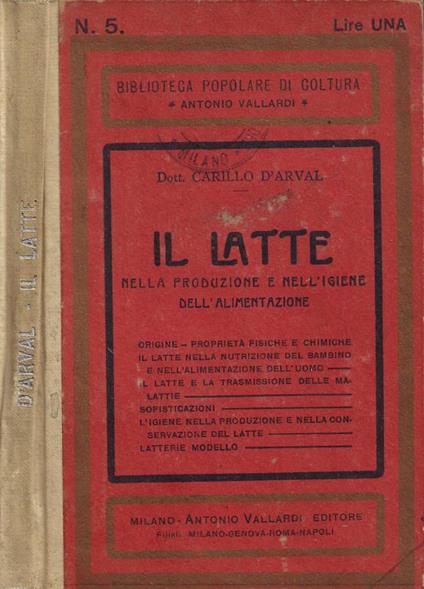 N. 5.
Lire UNA
BIBLIOTECA POPOLARE DI COLTURA
* ANTONIO VALLARDI *
MILANO
Dott. CARILLO D'ARVAL
IL LATTE
NELLA PRODUZIONE E NELL'IGIENE
DELL'ALIMENTAZIONE
ORIGINE - PROPRIETÀ FISICHE E CHIMICHE
IL LATTE NELLA NUTRIZIONE DEL BAMBINO
E NELL'ALIMENTAZIONE DELL'UOMO
IL LATTE E LA TRASMISSIONE DELLE MA-
LATTIE
SOFISTICAZIONI
L'IGIENE NELLA PRODUZIONE E NELLA CON-
SERVAZIONE DEL LATTE
LATTERIE MODELLO
MILANO - ANTONIO VALLARDI EDITORE
Filiali MILANO-GENOVA-ROMA-NAPOLI
D'ARVAL - IL LATTE